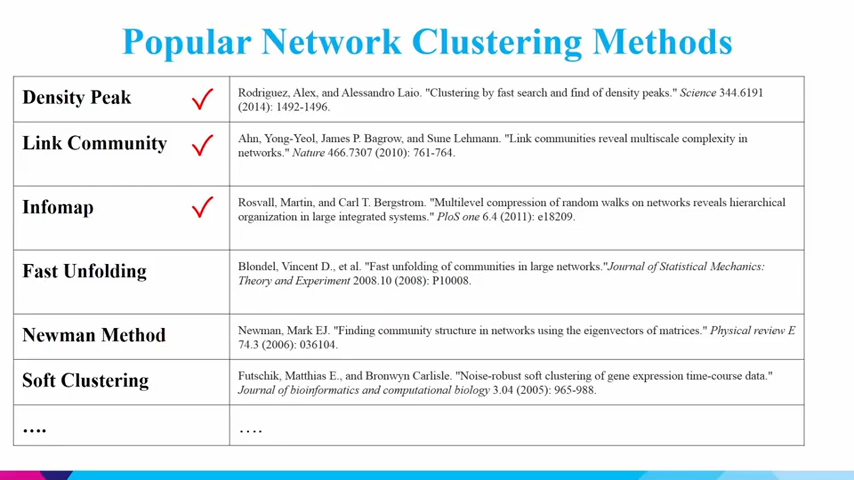 Popular Network Clustering Methods
Density Peak ✓
Rodriguez, Alex, and Alessandro Laio. "Clustering by fast search and find of density peaks." Science 344.6191
(2014): 1492-1496.
Link Community ✓
Ahn, Yong-Yeol, James P. Bagrow, and Sune Lehmann. "Link communities reveal multiscale complexity in
networks." Nature 466.7307 (2010): 761-764.
Infomap ✓
Rosvall, Martin, and Carl T. Bergstrom. "Multilevel compression of random walks on networks reveals hierarchical
organization in large integrated systems." PloS one 6.4 (2011): e18209.
Fast Unfolding
Blondel, Vincent D., et al. "Fast unfolding of communities in large networks."Journal of Statistical Mechanics:
Theory and Experiment 2008.10 (2008): P10008.
Newman Method
Newman, Mark EJ. "Finding community structure in networks using the eigenvectors of matrices." Physical review E
74.3 (2006): 036104.
Soft Clustering
Futschik, Matthias E., and Bronwyn Carlisle. "Noise-robust soft clustering of gene expression time-course data."
Journal of bioinformatics and computational biology 3.04 (2005): 965-988.
....
....